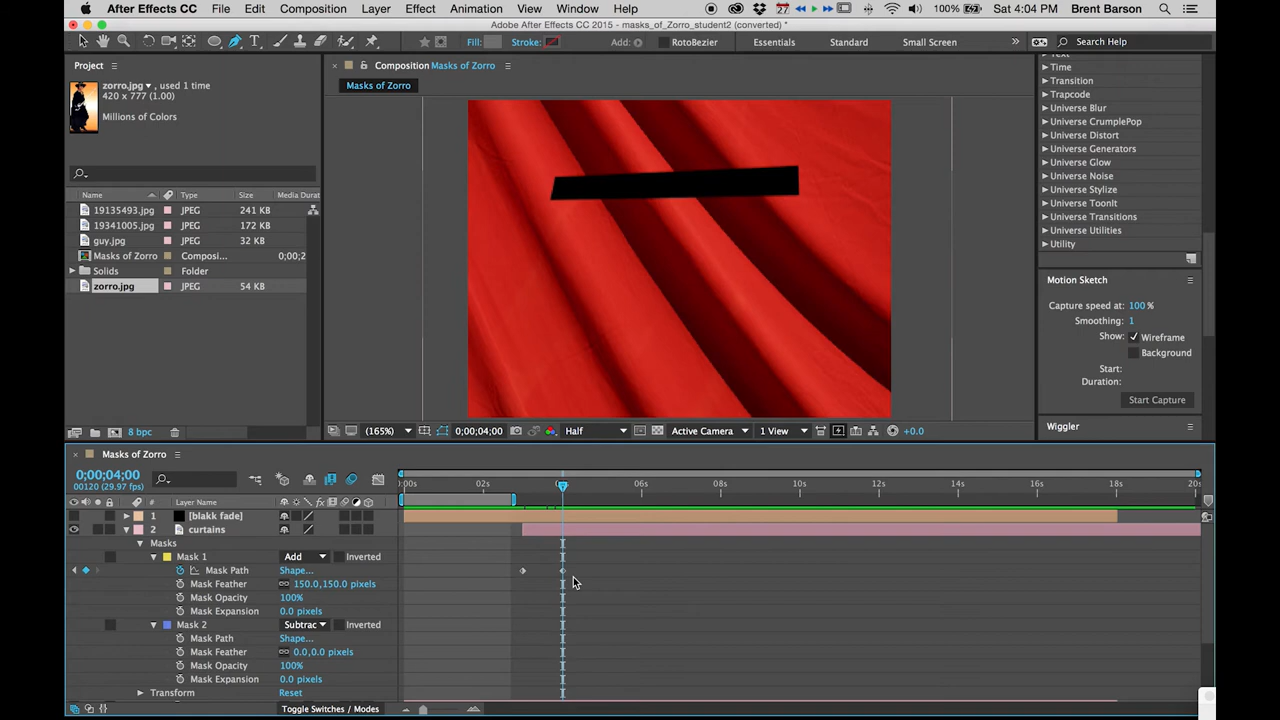 After Effects CC File Edit Composition Layer Effect Animation View Window Help 27 100% Sat 4:04 PM Brent Barson
Adobe After Effects CC 2015 - masks_of_Zorro_student2 (converted) *
Fill: Stroke: Add: RotoBezier Essentials Standard Small Screen Search Help
Project
zorro.jpg, used 1 time
420 x 777 (1.00)
Millions of Colors
Name Type Size Media Durat
19135493.jpg JPEG 241 KB
19341005.jpg JPEG 172 KB
guy.jpg JPEG 32 KB
Masks of Zorro Composi... 0;00;2
Solids Folder
zorro.jpg JPEG 54 KB
8 bpc
Composition Masks of Zorro
Masks of Zorro
(165%) 0;00;04;00 Half Active Camera 1 View +0.0
Text
Time
Transition
Trapcode
Universe Blur
Universe CrumplePop
Universe Distort
Universe Generators
Universe Glow
Universe Noise
Universe Stylize
Universe ToonIt
Universe Transitions
Universe Utilities
Utility
Motion Sketch
Capture speed at: 100 %
Smoothing: 1
Show: Wireframe
Background
Start:
Duration:
Start Capture
Wiggler
Masks of Zorro
0;00;04;00
00120 (29.97 fps)
:00s 02s 06s 08s 10s 12s 14s 16s 18s 20s
# Layer Name
1 [blakk fade]
2 curtains
Masks
Mask 1 Add Inverted
Mask Path Shape...
Mask Feather 150.0,150.0 pixels
Mask Opacity 100%
Mask Expansion 0.0 pixels
Mask 2 Subtrac Inverted
Mask Path Shape...
Mask Feather 0.0,0.0 pixels
Mask Opacity 100%
Mask Expansion 0.0 pixels
Transform Reset
Toggle Switches / Modes